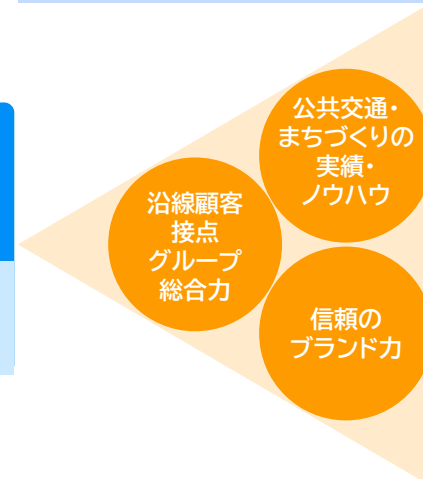 公共交通・
まちづくりの
実績・
ノウハウ
沿線顧客
接点
グループ
総合力
信頼の
ブランド力